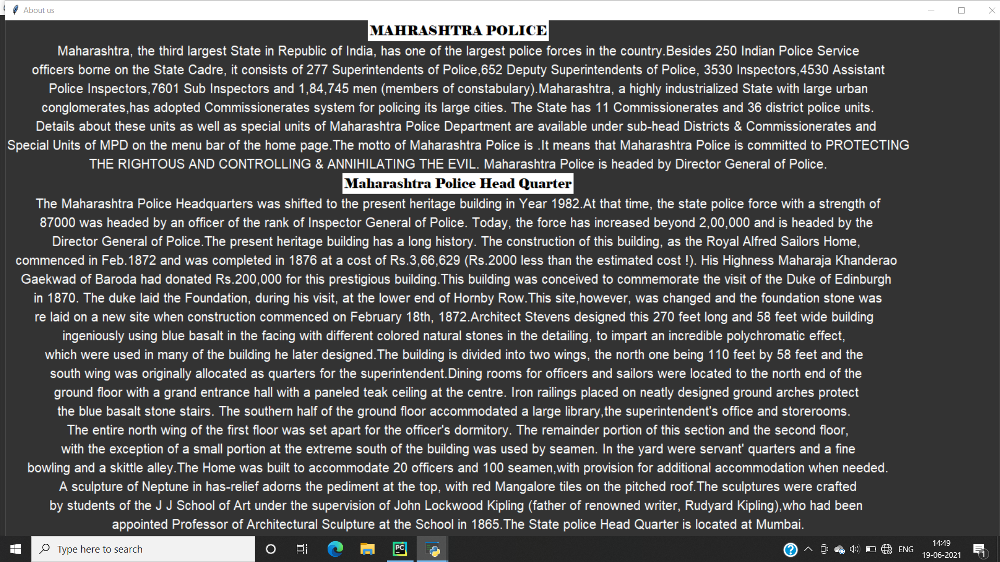 About us
MAHRASHTRA POLICE
Maharashtra, the third largest State in Republic of India, has one of the largest police forces in the country.Besides 250 Indian Police Service
officers borne on the State Cadre, it consists of 277 Superintendents of Police,652 Deputy Superintendents of Police, 3530 Inspectors,4530 Assistant
Police Inspectors,7601 Sub Inspectors and 1,84,745 men (members of constabulary).Maharashtra, a highly industrialized State with large urban
conglomerates,has adopted Commissionerates system for policing its large cities. The State has 11 Commissionerates and 36 district police units.
Details about these units as well as special units of Maharashtra Police Department are available under sub-head Districts & Commissionerates and
Special Units of MPD on the menu bar of the home page.The motto of Maharashtra Police is .It means that Maharashtra Police is committed to PROTECTING
THE RIGHTOUS AND CONTROLLING & ANNIHILATING THE EVIL. Maharashtra Police is headed by Director General of Police.
Maharashtra Police Head Quarter
The Maharashtra Police Headquarters was shifted to the present heritage building in Year 1982.At that time, the state police force with a strength of
87000 was headed by an officer of the rank of Inspector General of Police. Today, the force has increased beyond 2,00,000 and is headed by the
Director General of Police.The present heritage building has a long history. The construction of this building, as the Royal Alfred Sailors Home,
commenced in Feb.1872 and was completed in 1876 at a cost of Rs.3,66,629 (Rs.2000 less than the estimated cost !). His Highness Maharaja Khanderao
Gaekwad of Baroda had donated Rs.200,000 for this prestigious building.This building was conceived to commemorate the visit of the Duke of Edinburgh
in 1870. The duke laid the Foundation, during his visit, at the lower end of Hornby Row.This site,however, was changed and the foundation stone was
re laid on a new site when construction commenced on February 18th, 1872.Architect Stevens designed this 270 feet long and 58 feet wide building
ingeniously using blue basalt in the facing with different colored natural stones in the detailing, to impart an incredible polychromatic effect,
which were used in many of the building he later designed.The building is divided into two wings, the north one being 110 feet by 58 feet and the
south wing was originally allocated as quarters for the superintendent.Dining rooms for officers and sailors were located to the north end of the
ground floor with a grand entrance hall with a paneled teak ceiling at the centre. Iron railings placed on neatly designed ground arches protect
the blue basalt stone stairs. The southern half of the ground floor accommodated a large library,the superintendent's office and storerooms.
The entire north wing of the first floor was set apart for the officer's dormitory. The remainder portion of this section and the second floor,
with the exception of a small portion at the extreme south of the building was used by seamen. In the yard were servant' quarters and a fine
bowling and a skittle alley.The Home was built to accommodate 20 officers and 100 seamen,with provision for additional accommodation when needed.
A sculpture of Neptune in has-relief adorns the pediment at the top, with red Mangalore tiles on the pitched roof.The sculptures were crafted
by students of the J J School of Art under the supervision of John Lockwood Kipling (father of renowned writer, Rudyard Kipling),who had been
appointed Professor of Architectural Sculpture at the School in 1865.The State police Head Quarter is located at Mumbai.
Type here to search
PC
ENG
14:49
19-06-2021
1